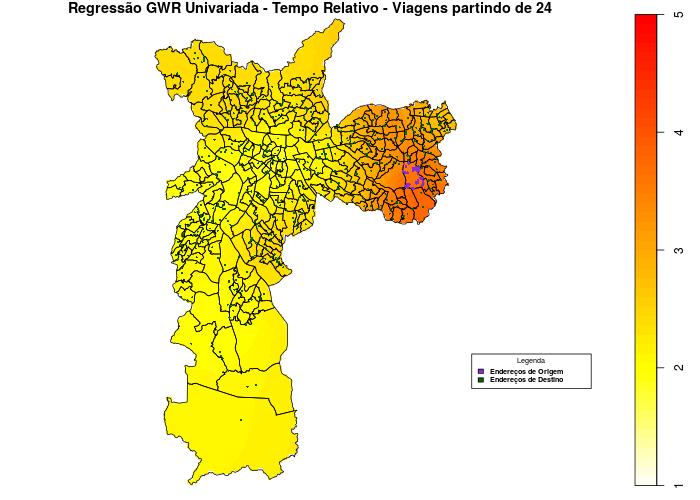 Regressão GWR Univariada - Tempo Relativo - Viagens partindo de 24
5
4
3
2
1
Legenda
Endereços de Origem
Endereços de Destino